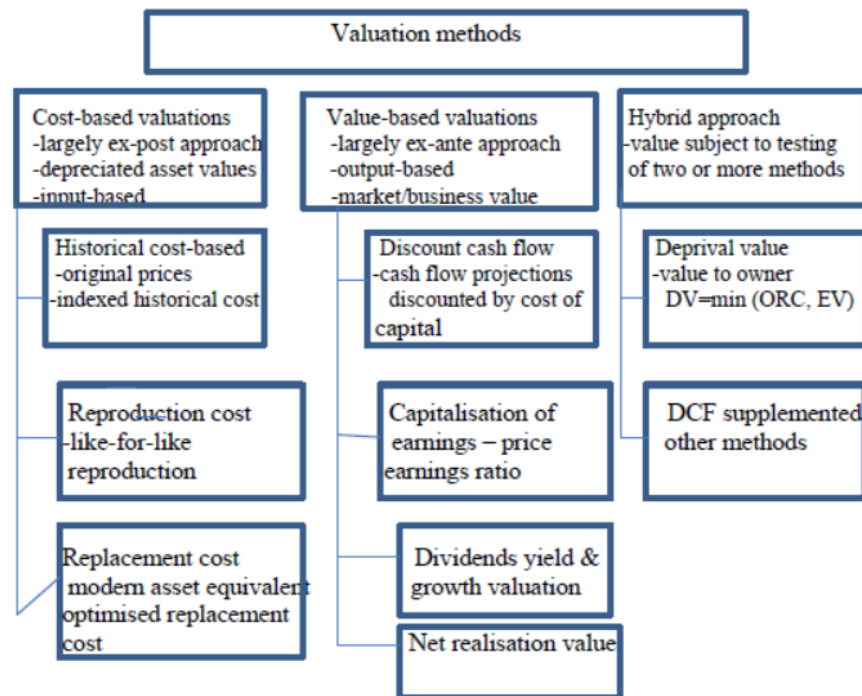 Valuation methods
Cost-based valuations
-largely ex-post approach
-depreciated asset values
-input-based
Historical cost-based
-original prices
-indexed historical cost
Reproduction cost
-like-for-like
reproduction
Replacement cost
modern asset equivalent
optimised replacement
cost
Value-based valuations
-largely ex-ante approach
-output-based
-market/business value
Discount cash flow
-cash flow projections
discounted by cost of
capital
Capitalisation of
earnings – price
earnings ratio
Dividends yield &
growth valuation
Net realisation value
Hybrid approach
-value subject to testing
of two or more methods
Deprival value
-value to owner
DV=min (ORC, EV)
DCF supplemented
other methods